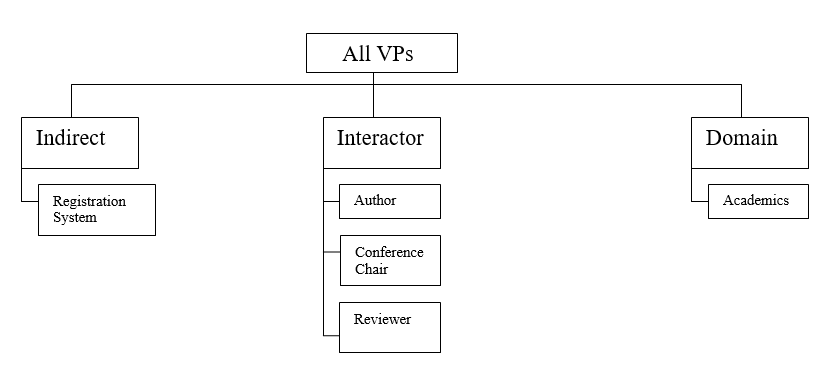 All VPs
Indirect
Interactor
Domain
Registration
System
Author
Academics
Conference
Chair
Reviewer